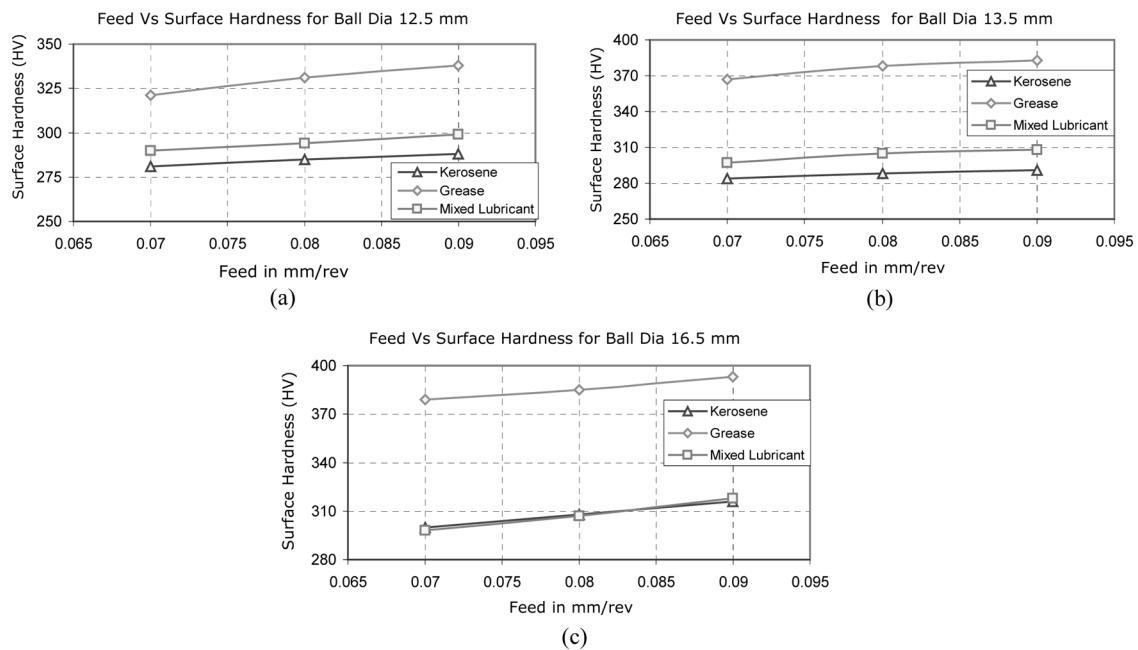 Feed Vs Surface Hardness for Ball Dia 12.5 mm
Surface Hardness (HV)
350
325
300
275
250
0.065 0.07 0.075 0.08 0.085 0.09 0.095
Feed in mm/rev
Kerosene
Grease
Mixed Lubricant
(a)
Feed Vs Surface Hardness for Ball Dia 13.5 mm
Surface Hardness (HV)
400
370
340
310
280
250
0.065 0.07 0.075 0.08 0.085 0.09 0.095
Feed in mm/rev
Kerosene
Grease
Mixed Lubricant
(b)
Feed Vs Surface Hardness for Ball Dia 16.5 mm
Surface Hardness (HV)
400
370
340
310
280
0.065 0.07 0.075 0.08 0.085 0.09 0.095
Feed in mm/rev
Kerosene
Grease
Mixed Lubricant
(c)